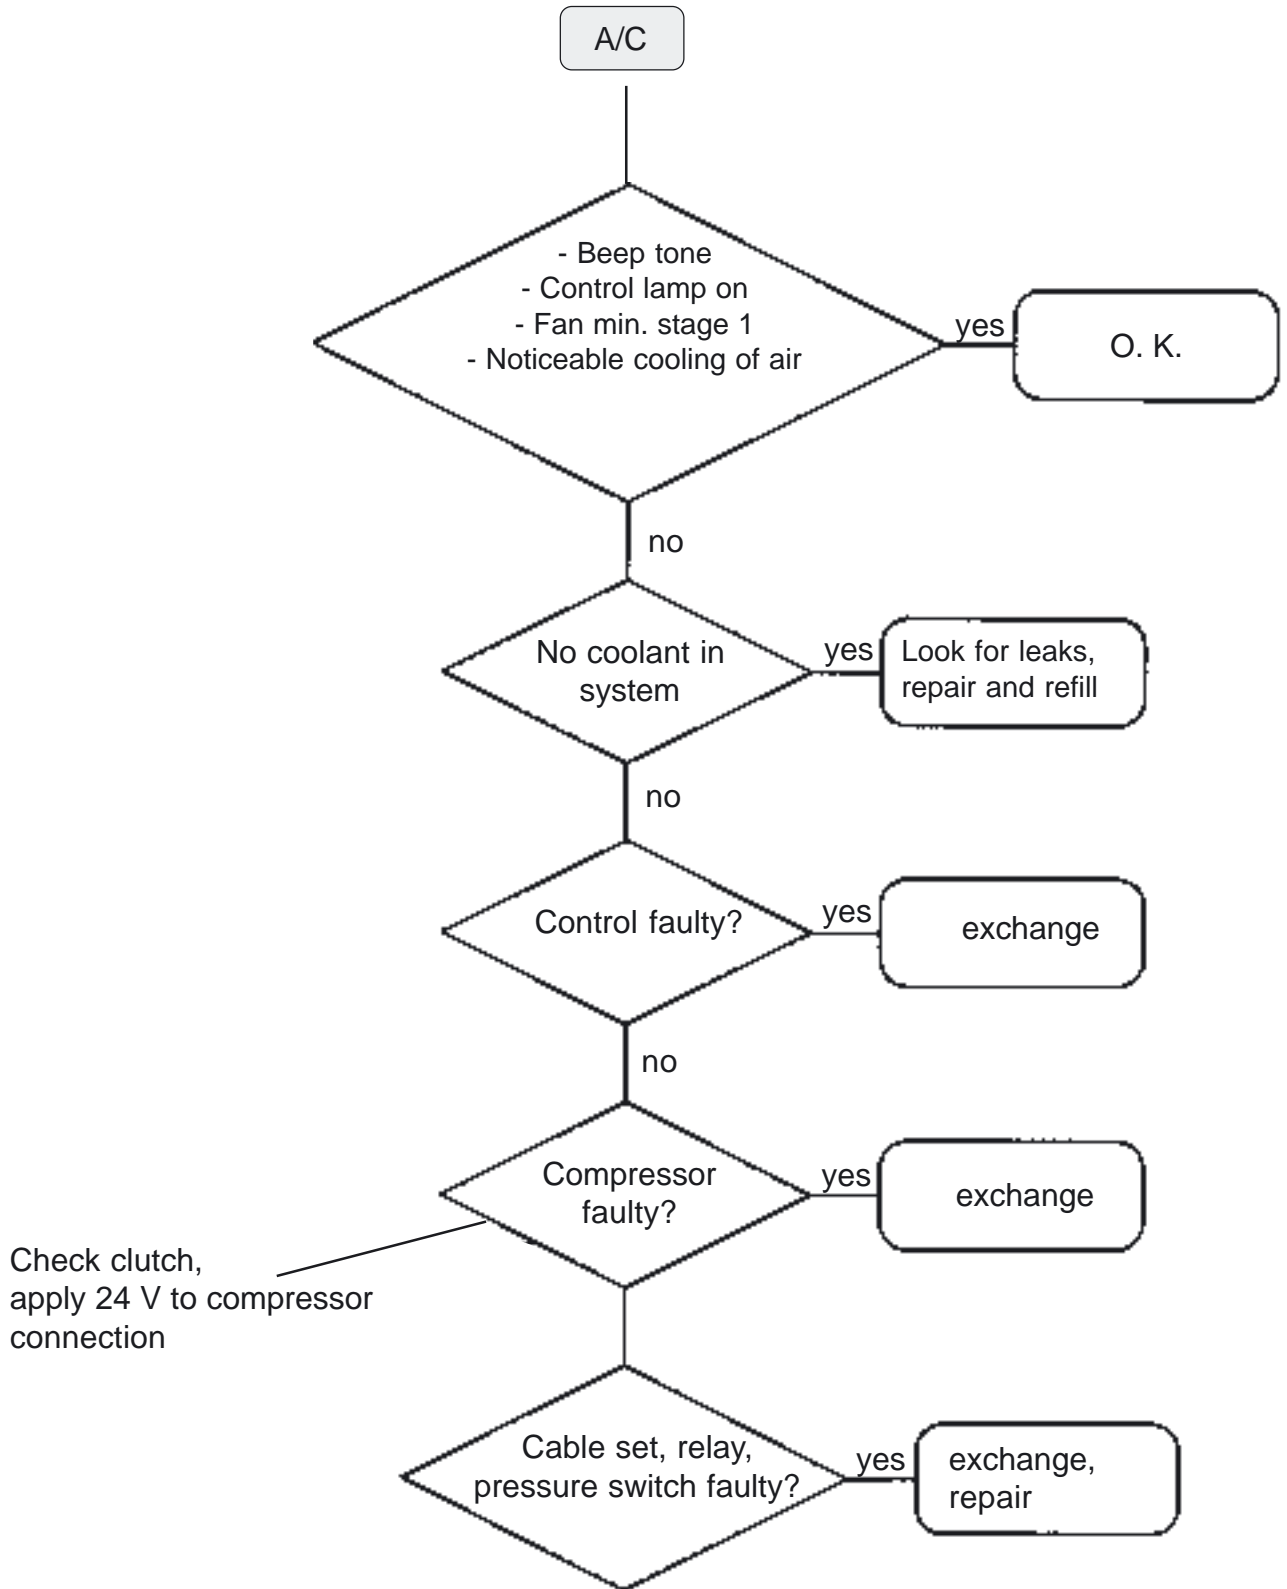 A/C
- Beep tone
- Control lamp on
- Fan min. stage 1
- Noticeable cooling of air
yes
O. K.
no
No coolant in
system
yes
Look for leaks,
repair and refill
no
Control faulty?
yes
exchange
no
Compressor
faulty?
yes
exchange
Check clutch,
apply 24 V to compressor
connection
Cable set, relay,
pressure switch faulty?
yes
exchange,
repair